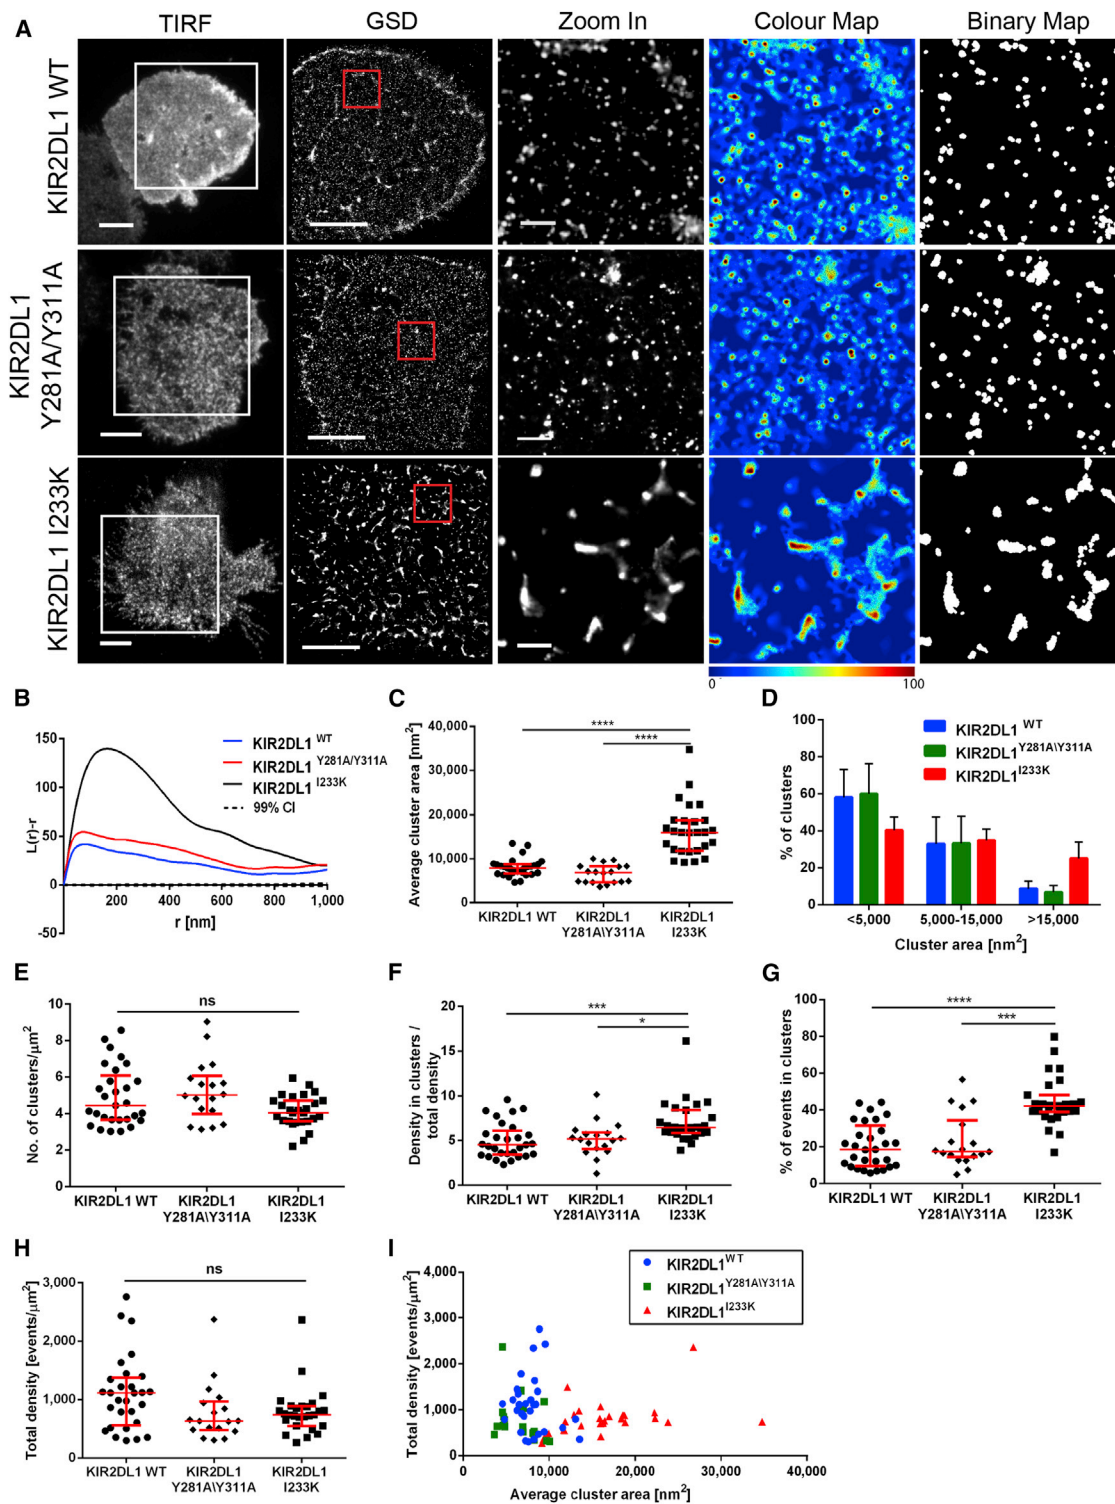 A
TIRF
GSD
Zoom In
Colour Map
Binary Map
KIR2DL1 WT
KIR2DL1
Y281A/Y311A
KIR2DL1 I233K
0
100
B
150
100
50
0
-50
L(r)-r
200
400
600
800
1,000
r [nm]
KIR2DL1 WT
KIR2DL1 Y281A/Y311A
KIR2DL1 I233K
99% CI
C
****
****
40,000
30,000
20,000
10,000
0
Average cluster area [nm²]
KIR2DL1 WT
KIR2DL1
Y281A\Y311A
KIR2DL1
I233K
D
100
80
60
40
20
0
% of clusters
KIR2DL1 WT
KIR2DL1 Y281A\Y311A
KIR2DL1 I233K
<5,000
5,000-15,000
>15,000
Cluster area [nm²]
E
ns
10
8
6
4
2
0
No. of clusters/µm²
KIR2DL1 WT
KIR2DL1
Y281A\Y311A
KIR2DL1
I233K
F
***
*
20
15
10
5
0
Density in clusters /
total density
KIR2DL1 WT
KIR2DL1
Y281A\Y311A
KIR2DL1
I233K
G
****
***
100
80
60
40
20
0
% of events in clusters
KIR2DL1 WT
KIR2DL1
Y281A\Y311A
KIR2DL1
I233K
H
ns
3,000
2,000
1,000
0
Total density [events/µm²]
KIR2DL1 WT
KIR2DL1
Y281A\Y311A
KIR2DL1
I233K
I
KIR2DL1 WT
KIR2DL1 Y281A\Y311A
KIR2DL1 I233K
4,000
3,000
2,000
1,000
0
Total density [events/µm²]
10,000
20,000
30,000
40,000
Average cluster area [nm²]